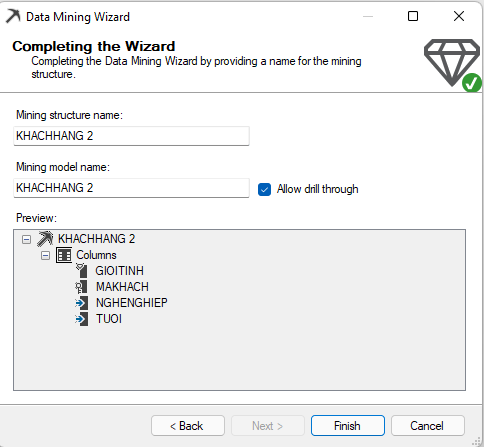 Data Mining Wizard
Completing the Wizard
Completing the Data Mining Wizard by providing a name for the mining
structure.
Mining structure name:
KHACHHANG 2
Mining model name:
KHACHHANG 2
Allow drill through
Preview:
KHACHHANG 2
Columns
GIOITINH
MAKHACH
NGHENGHIEP
TUOI
< Back
Next >
Finish
Cancel